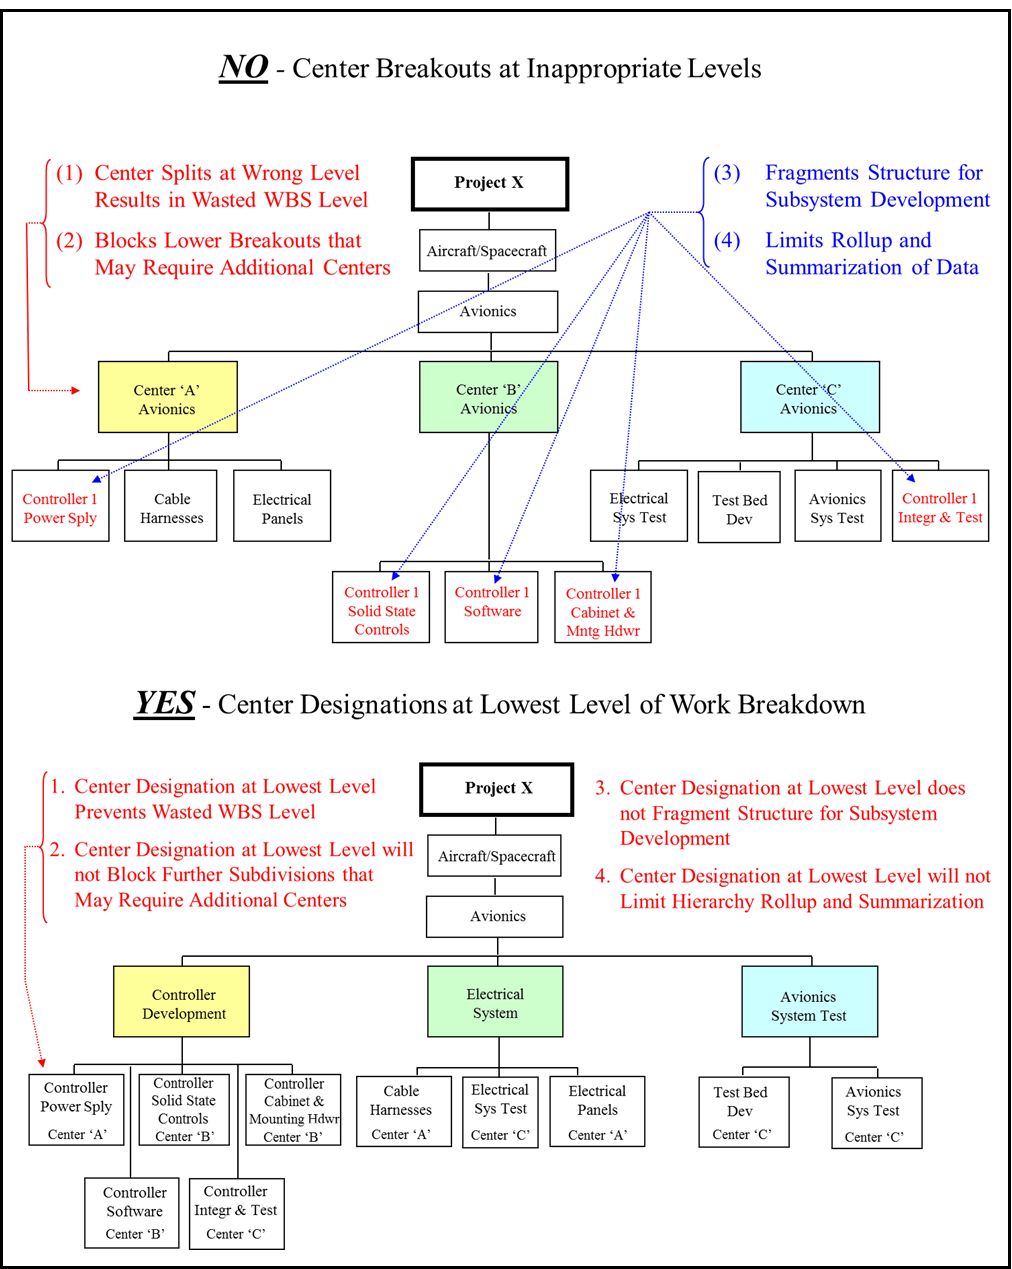 NO - Center Breakouts at Inappropriate Levels
(1) Center Splits at Wrong Level
Results in Wasted WBS Level
(2) Blocks Lower Breakouts that
May Require Additional Centers
(3) Fragments Structure for
Subsystem Development
(4) Limits Rollup and
Summarization of Data
Project X
Aircraft/Spacecraft
Avionics
Center ‘A’
Avionics
Center ‘B’
Avionics
Center ‘C’
Avionics
Controller 1
Power Sply
Cable
Harnesses
Electrical
Panels
Electrical
Sys Test
Test Bed
Dev
Avionics
Sys Test
Controller 1
Integr & Test
Controller 1
Solid State
Controls
Controller 1
Software
Controller 1
Cabinet &
Mntg Hdwr
YES - Center Designations at Lowest Level of Work Breakdown
1. Center Designation at Lowest Level
Prevents Wasted WBS Level
2. Center Designation at Lowest Level will
not Block Further Subdivisions that
May Require Additional Centers
3. Center Designation at Lowest Level does
not Fragment Structure for Subsystem
Development
4. Center Designation at Lowest Level will not
Limit Hierarchy Rollup and Summarization
Project X
Aircraft/Spacecraft
Avionics
Controller
Development
Electrical
System
Avionics
System Test
Controller
Power Sply
Center ‘A’
Controller
Solid State
Controls
Center ‘B’
Controller
Cabinet &
Mounting Hdwr
Center ‘B’
Cable
Harnesses
Center ‘A’
Electrical
Sys Test
Center ‘C’
Electrical
Panels
Center ‘A’
Test Bed
Dev
Center ‘C’
Avionics
Sys Test
Center ‘C’
Controller
Software
Center ‘B’
Controller
Integr & Test
Center ‘C’